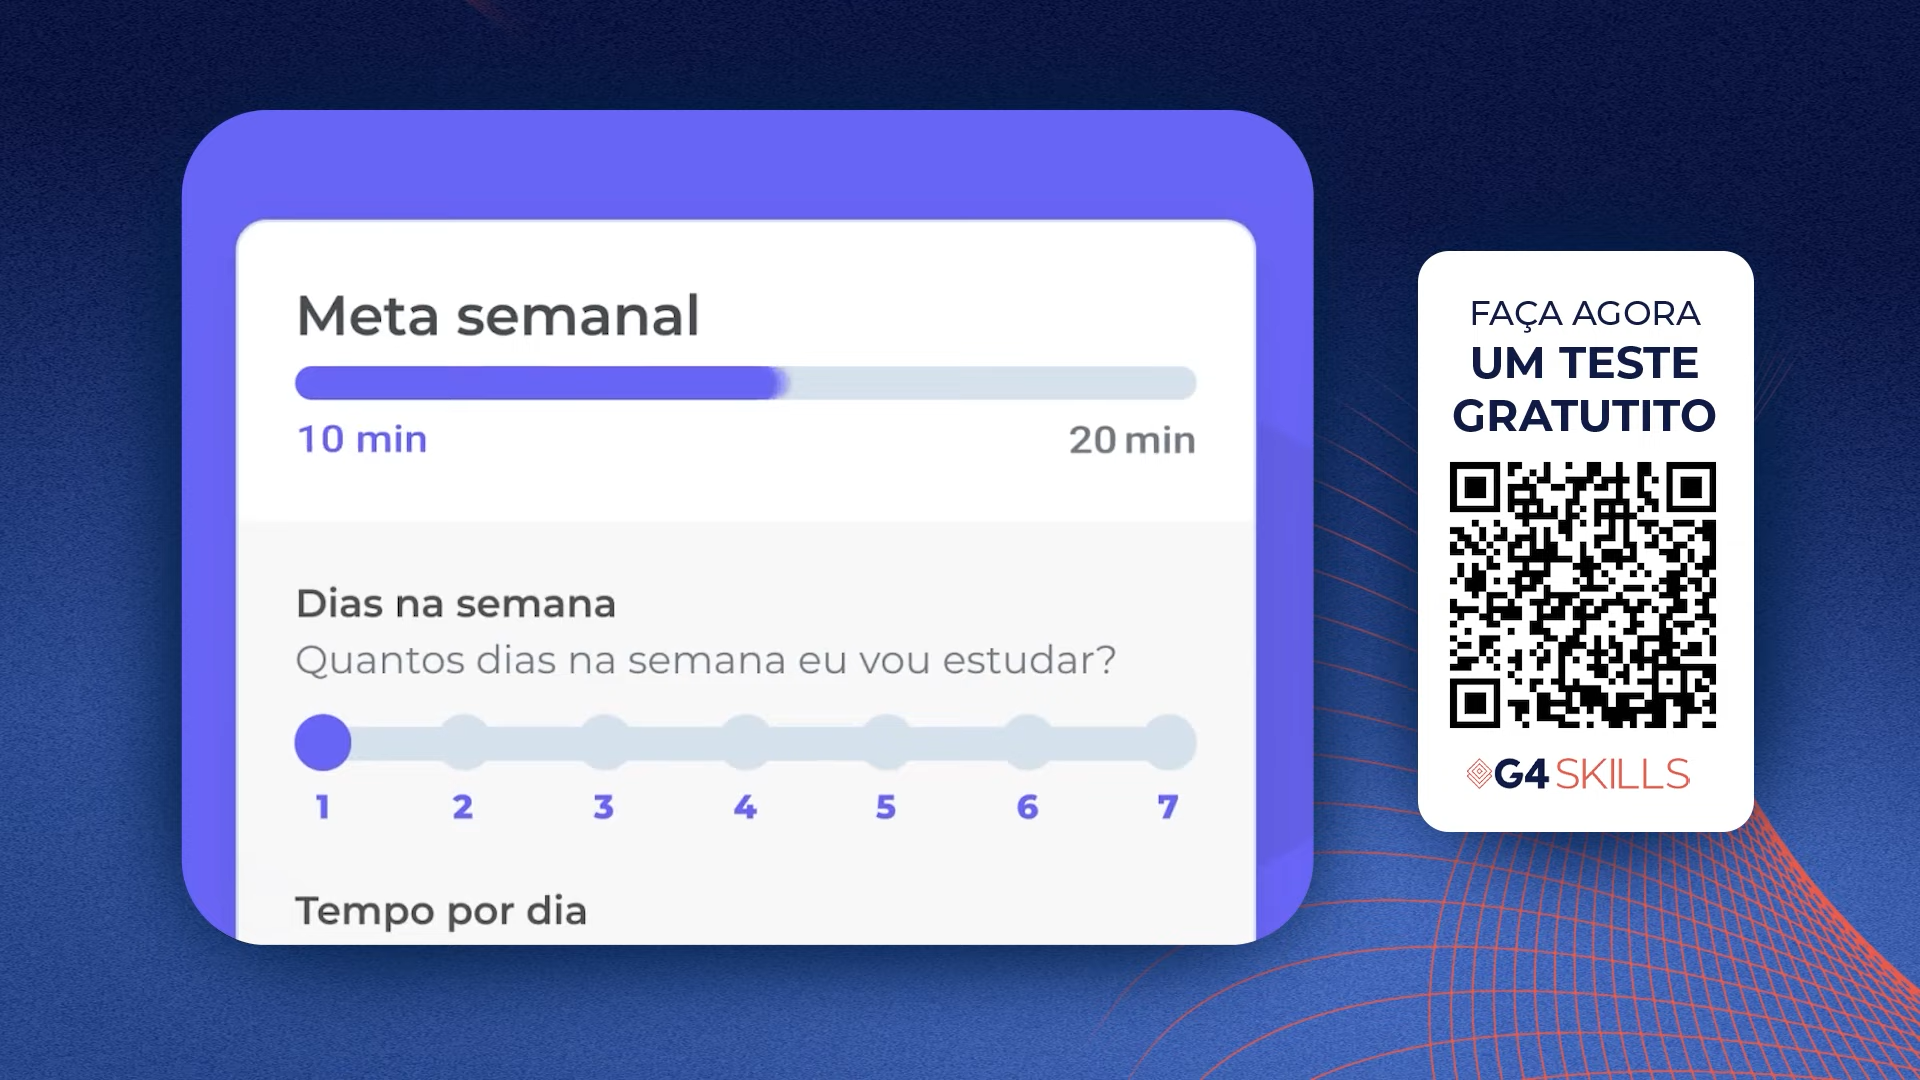 Meta semanal
10 min
20 min
Dias na semana
Quantos dias na semana eu vou estudar?
1 2 3 4 5 6 7
Tempo por dia
FAÇA AGORA
UM TESTE
GRATUTITO
G4 SKILLS